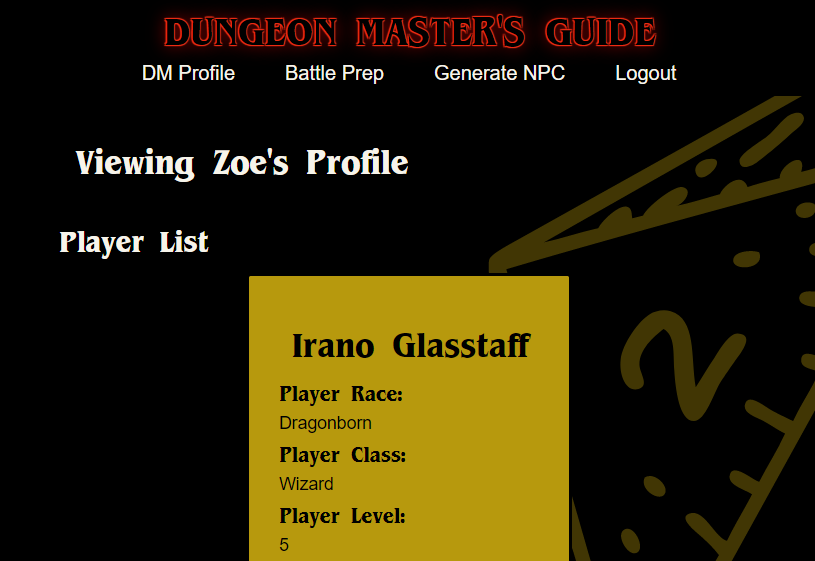 DUNGEON MASTER'S GUIDE
DM Profile Battle Prep Generate NPC Logout
Viewing Zoe's Profile
Player List
Irano Glasstaff
Player Race:
Dragonborn
Player Class:
Wizard
Player Level:
5
2